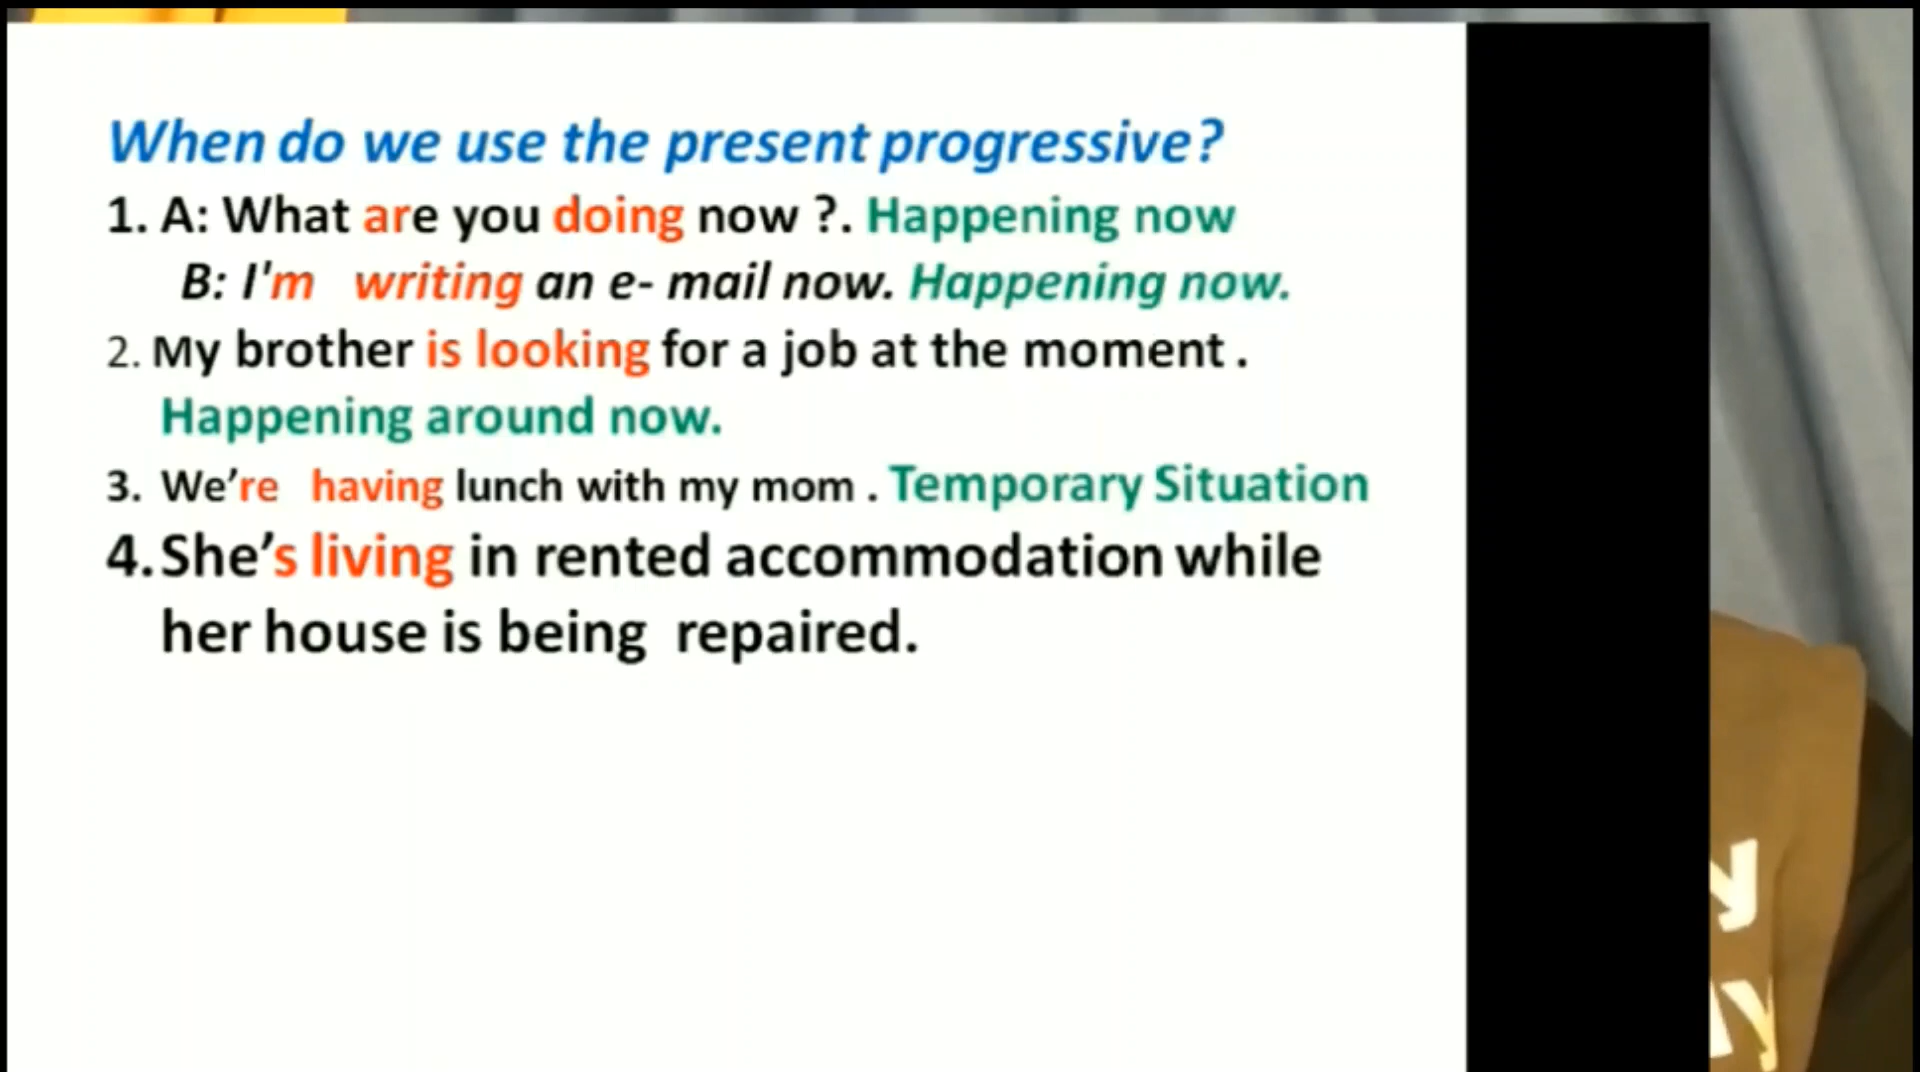 When do we use the present progressive?
1. A: What are you doing now ?. Happening now
B: I'm writing an e- mail now. Happening now.
2. My brother is looking for a job at the moment .
Happening around now.
3. We’re having lunch with my mom . Temporary Situation
4. She’s living in rented accommodation while
her house is being repaired.